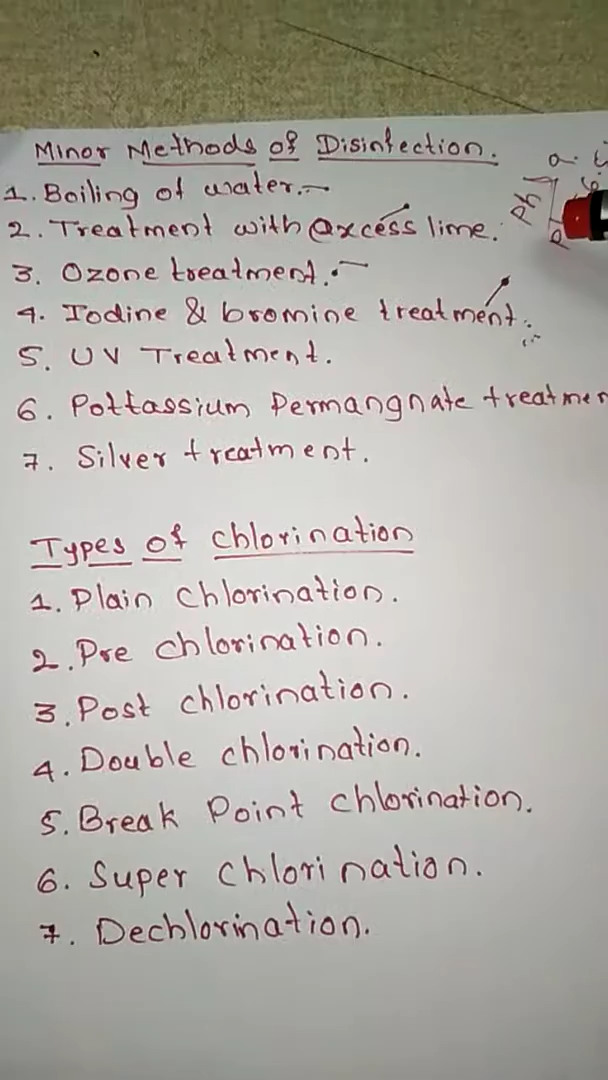 Minor Methods of Disinfection.
1. Boiling of water.
2. Treatment with excess lime.
3. Ozone treatment.
4. Iodine & bromine treatment.
5. UV Treatment.
6. Pottassium Permangnate treatmen
7. Silver treatment.
Types of chlorination
1. Plain chlorination.
2. Pre chlorination.
3. Post chlorination.
4. Double chlorination.
5. Break Point chlorination.
6. Super chlorination.
7. Dechlorination.
Ph